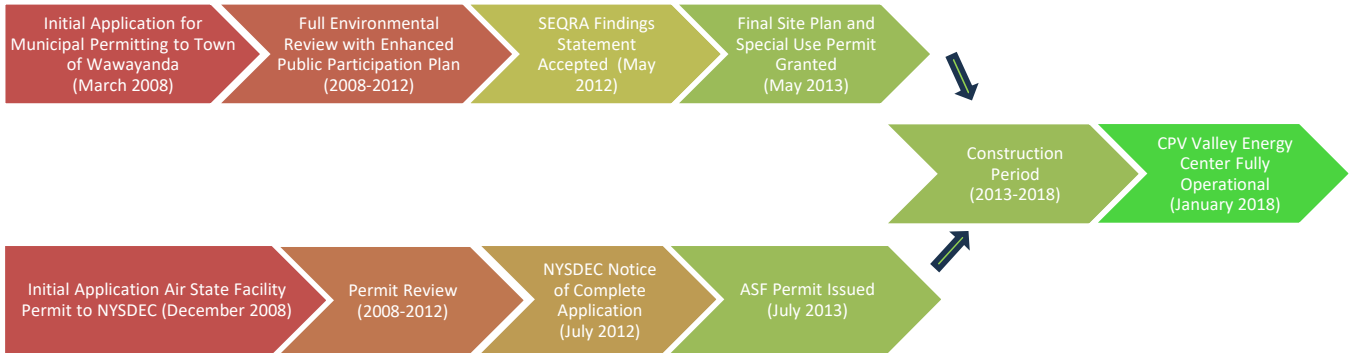 Initial Application for
Municipal Permitting to Town
of Wawayanda
(March 2008)
Full Environmental
Review with Enhanced
Public Participation Plan
(2008-2012)
SEQRA Findings
Statement
Accepted (May
2012)
Final Site Plan and
Special Use Permit
Granted
(May 2013)
Construction
Period
(2013-2018)
CPV Valley Energy
Center Fully
Operational
(January 2018)
Initial Application Air State Facility
Permit to NYSDEC (December 2008)
Permit Review
(2008-2012)
NYSDEC Notice
of Complete
Application
(July 2012)
ASF Permit Issued
(July 2013)